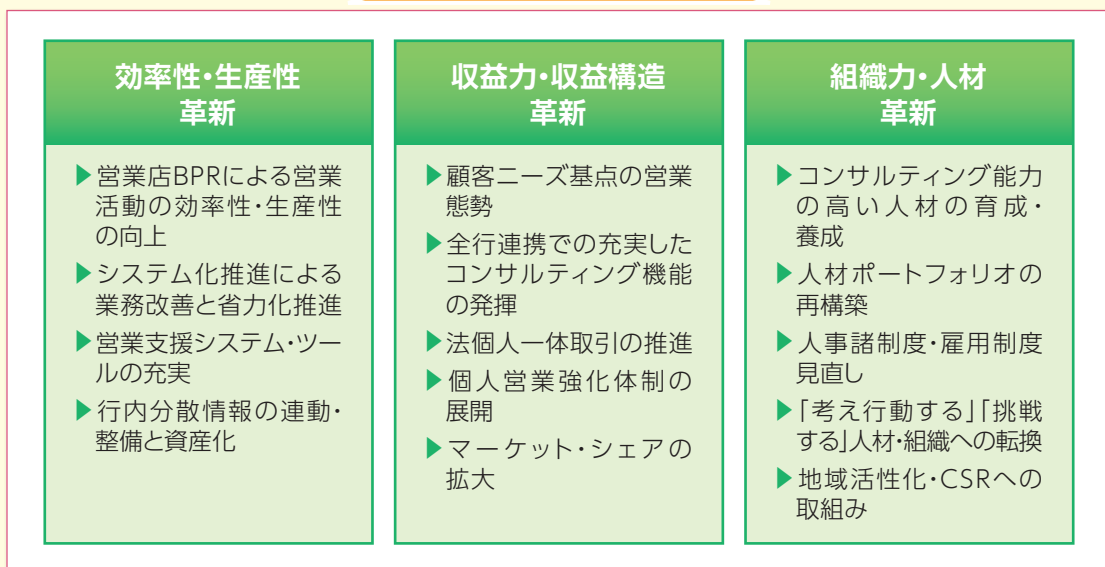 効率性・生産性
革新
▶営業店BPRによる営業
活動の効率性・生産性
の向上
▶システム化推進による
業務改善と省力化推進
▶営業支援システム・ツー
ルの充実
▶行内分散情報の連動・
整備と資産化
収益力・収益構造
革新
▶顧客ニーズ基点の営業
態勢
▶全行連携での充実した
コンサルティング機能
の発揮
▶法個人一体取引の推進
▶個人営業強化体制の
展開
▶マーケット・シェアの
拡大
組織力・人材
革新
▶コンサルティング能力
の高い人材の育成・
養成
▶人材ポートフォリオの
再構築
▶人事諸制度・雇用制度
見直し
▶「考え行動する」「挑戦
する」人材・組織への転換
▶地域活性化・CSRへの
取組み